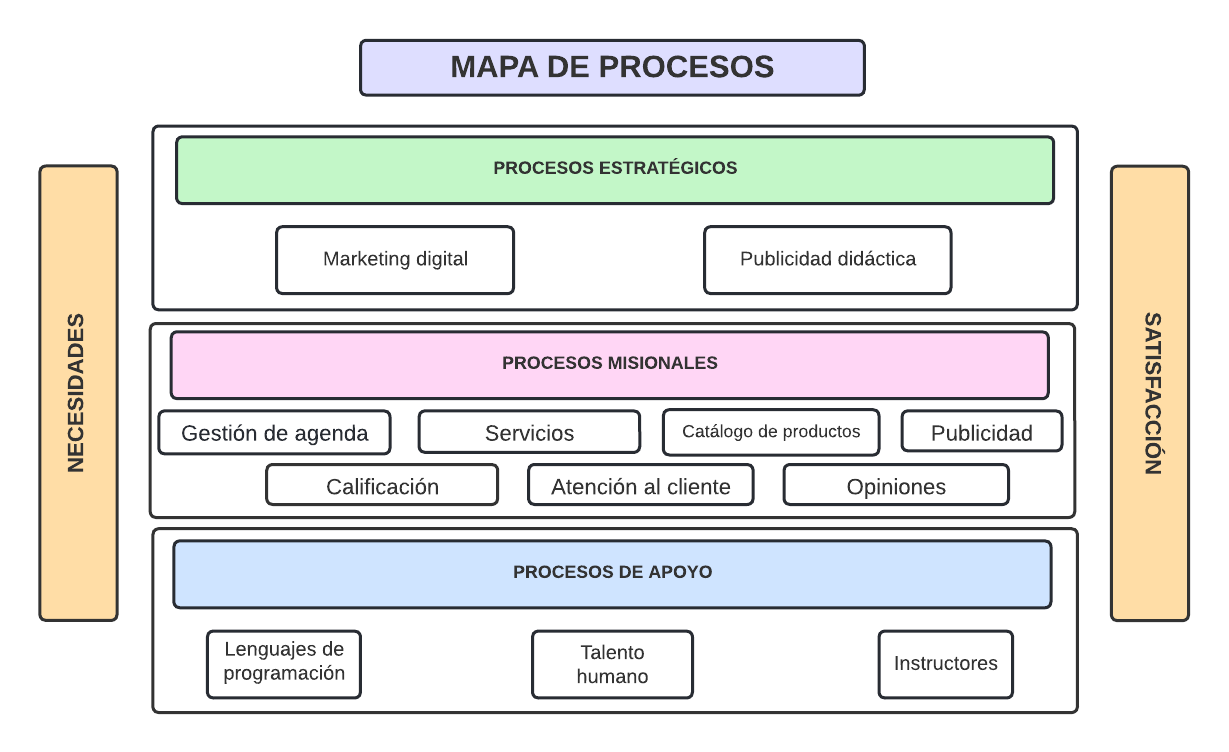 MAPA DE PROCESOS
NECESIDADES
PROCESOS ESTRATÉGICOS
Marketing digital
Publicidad didáctica
PROCESOS MISIONALES
Gestión de agenda
Servicios
Catálogo de productos
Publicidad
Calificación
Atención al cliente
Opiniones
PROCESOS DE APOYO
Lenguajes de
programación
Talento
humano
Instructores
SATISFACCIÓN